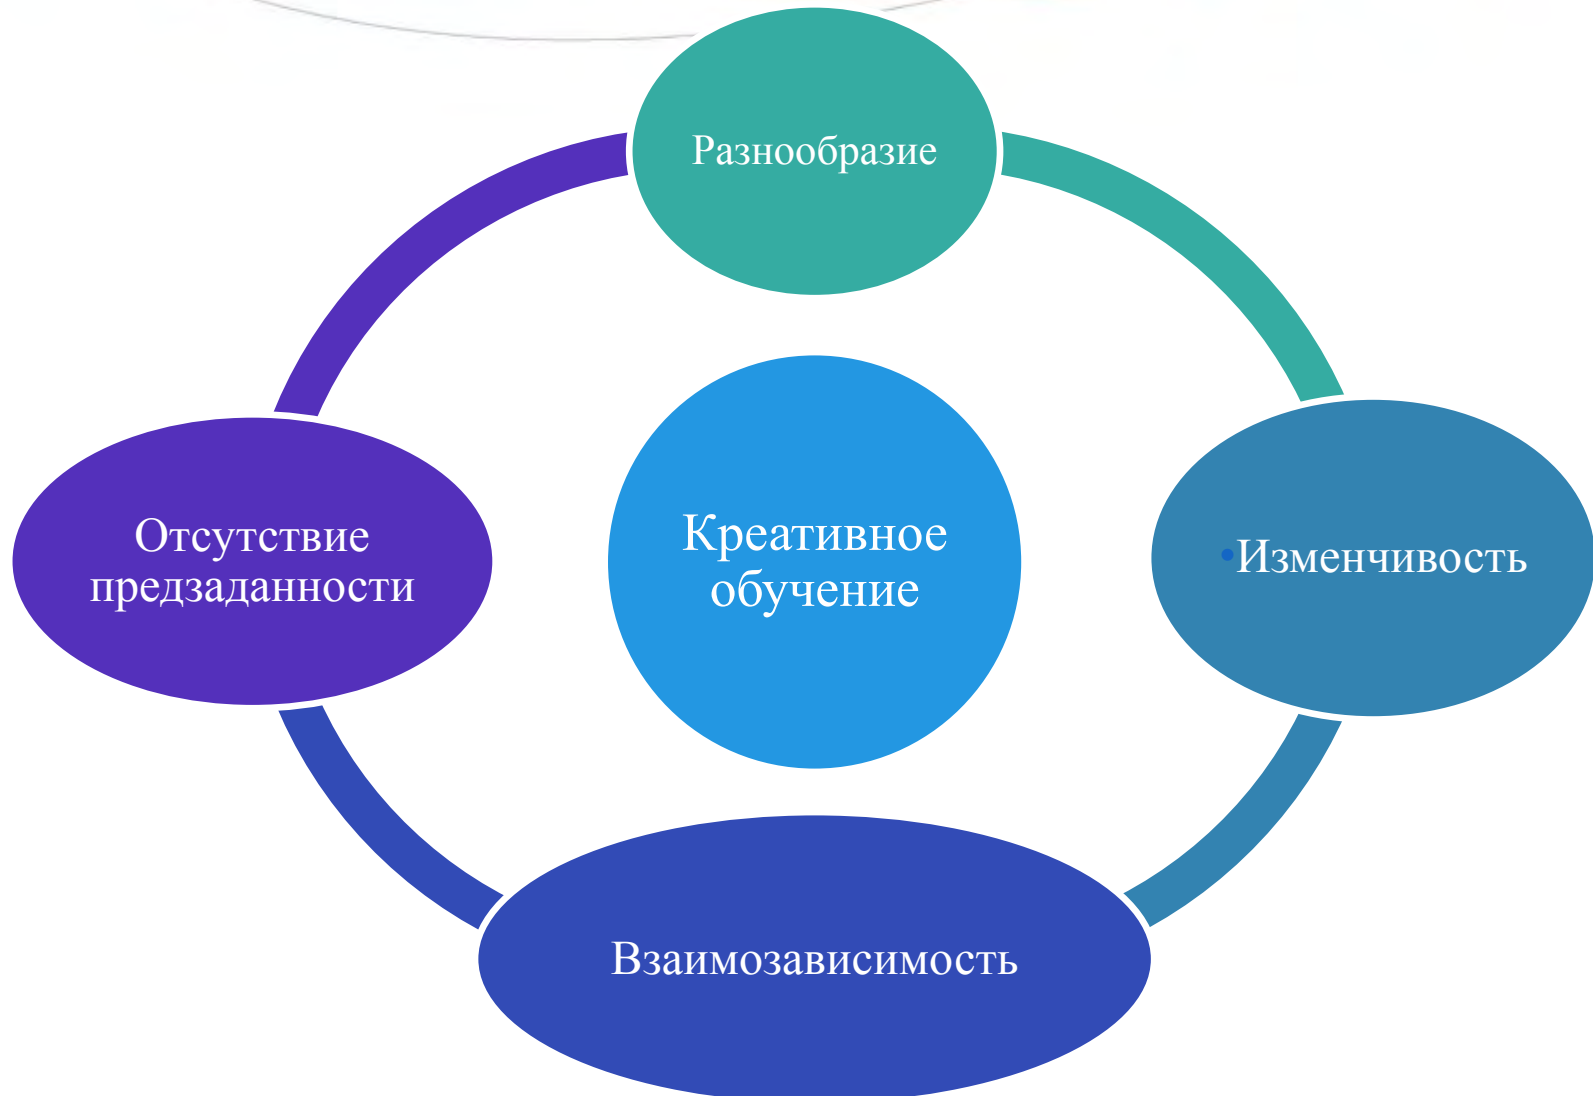 Разнообразие
Отсутствие
предзаданности
Креативное
обучение
•Изменчивость
Взаимозависимость